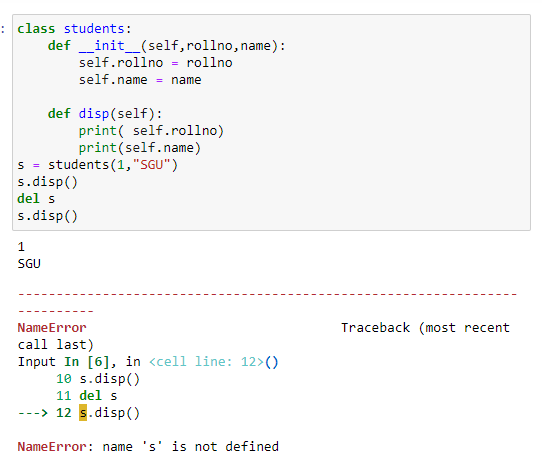 :
class students:
    def __init__(self,rollno,name):
        self.rollno = rollno
        self.name = name

    def disp(self):
        print( self.rollno)
        print(self.name)
s = students(1,"SGU")
s.disp()
del s
s.disp()
1
SGU
-----------------------------------------------------------------
----------
NameError                                 Traceback (most recent
call last)
Input In [6], in <cell line: 12>()
     10 s.disp()
     11 del s
---> 12 s.disp()

NameError: name 's' is not defined